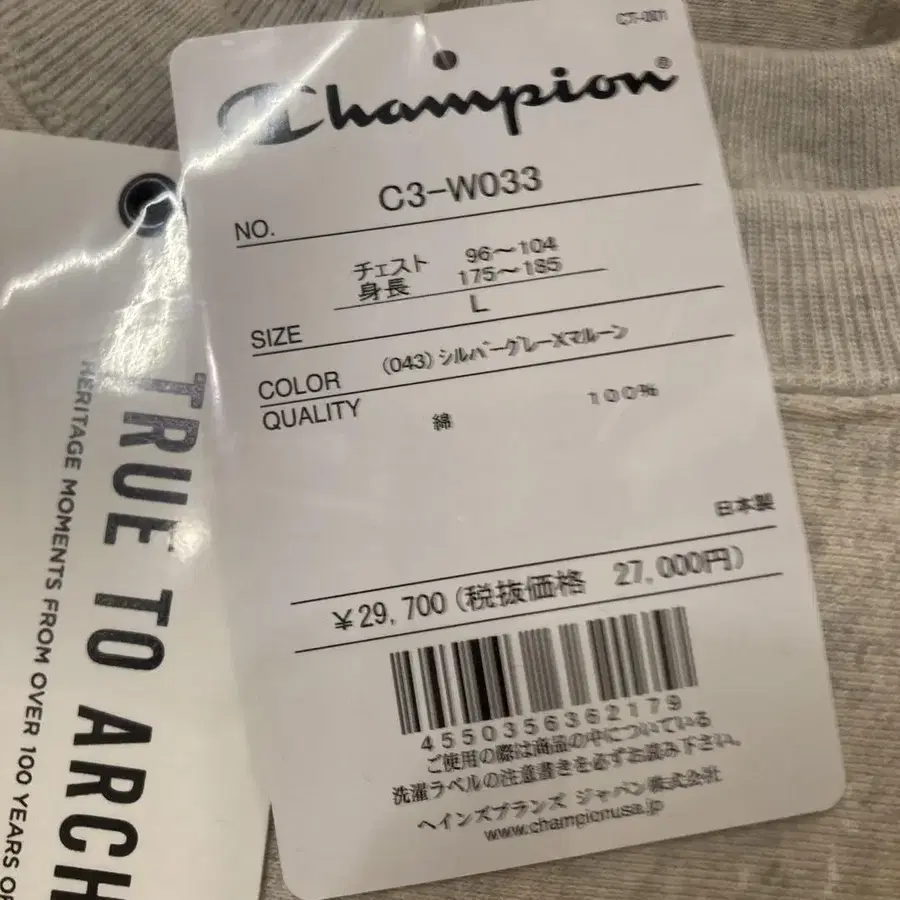 Champion®
NO. C3-W033
チェスト 96～104
身長 175～185
SIZE L
COLOR (043)シルバーグレーXマルーン
QUALITY
綿 100%
日本製
¥29,700(税抜価格 27,000円)
4550356362179
ご使用の際は商品の中についている
洗濯ラベルの注意書きを必ずお読み下さい。
ヘインズブランズ ジャパン株式会社
www.championusa.jp
TRUE TO ARCH
HERITAGE MOMENTS FROM OVER 100 YEARS OF